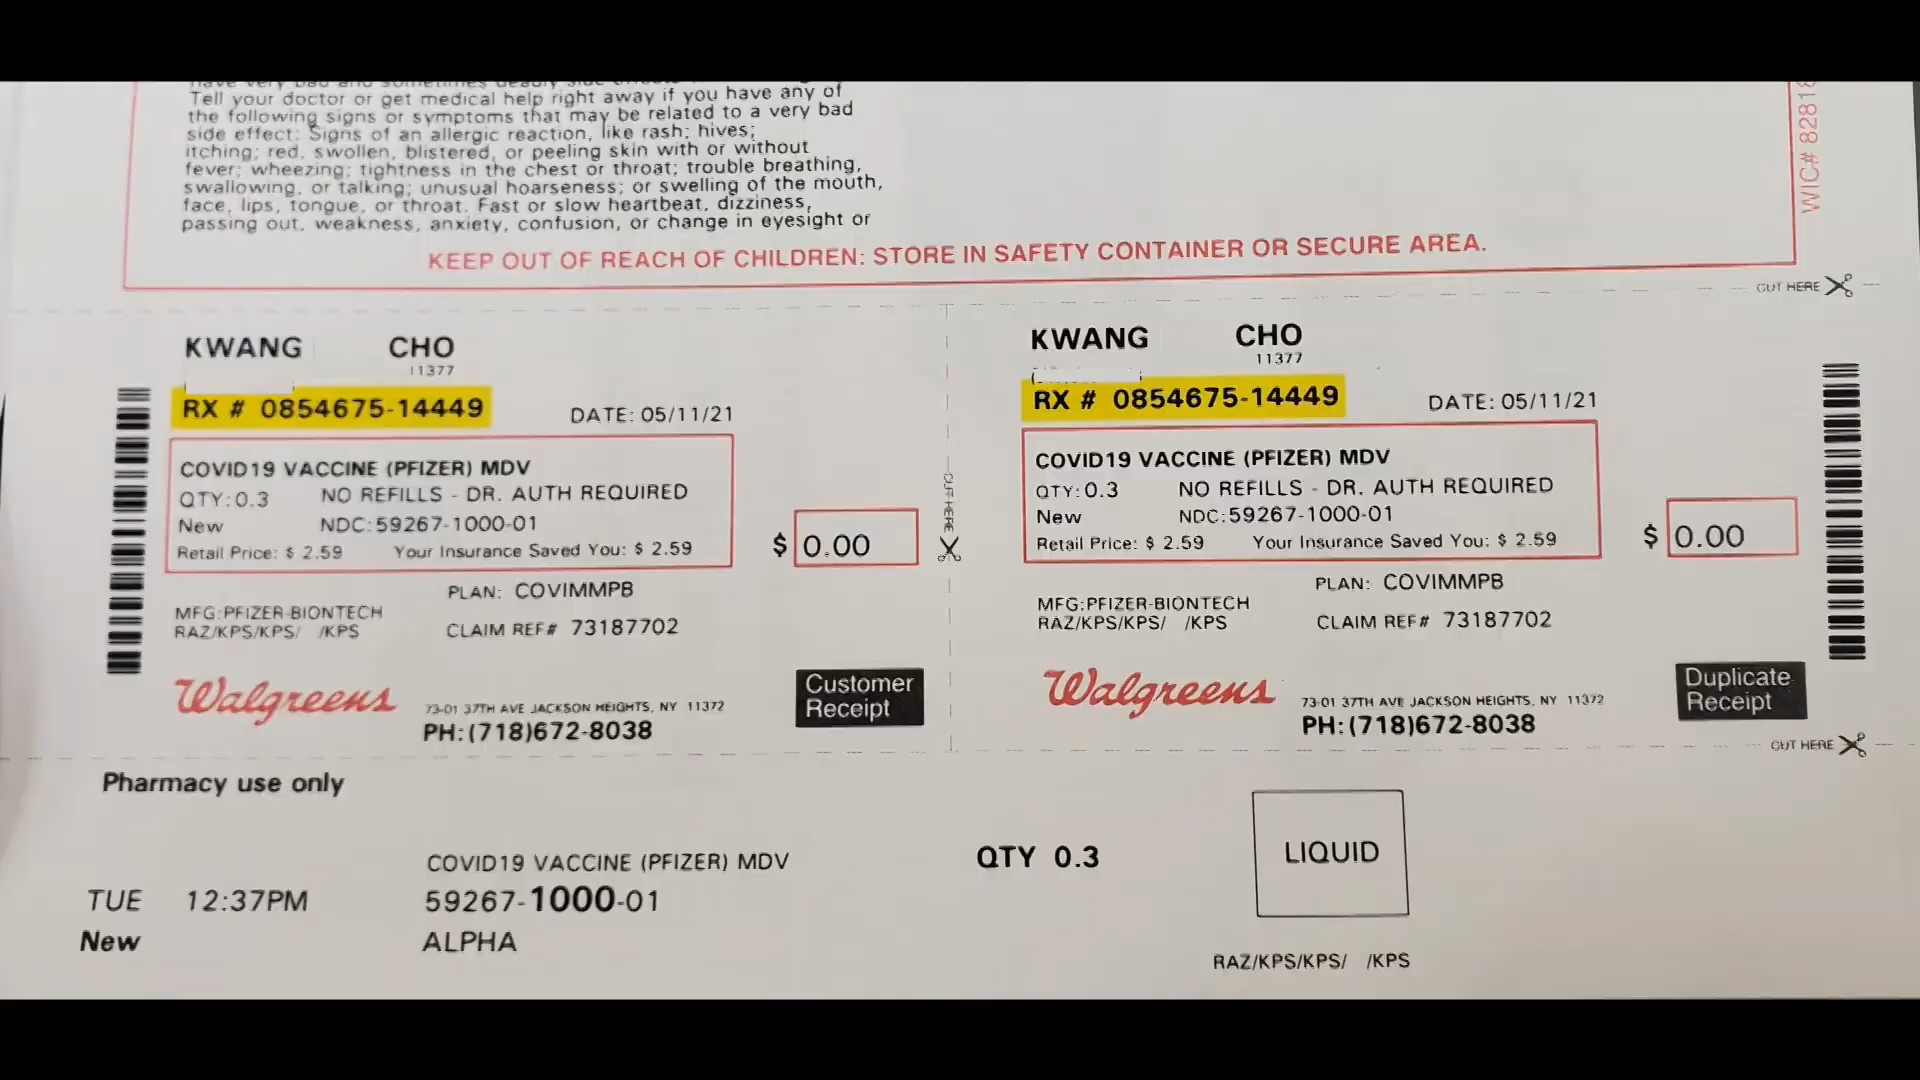 have very bad and sometimes deadly side
Tell your doctor or get medical help right away if you have any of
the following signs or symptoms that may be related to a very bad
side effect: Signs of an allergic reaction, like rash; hives;
itching; red, swollen, blistered, or peeling skin with or without
fever; wheezing; tightness in the chest or throat; trouble breathing,
swallowing, or talking; unusual hoarseness; or swelling of the mouth,
face, lips, tongue, or throat. Fast or slow heartbeat, dizziness,
passing out, weakness, anxiety, confusion, or change in eyesight or
KEEP OUT OF REACH OF CHILDREN: STORE IN SAFETY CONTAINER OR SECURE AREA.
WIC# 82818
CUT HERE
KWANG CHO
11377
RX # 0854675-14449
DATE: 05/11/21
COVID19 VACCINE (PFIZER) MDV
QTY:0.3 NO REFILLS - DR. AUTH REQUIRED
New NDC:59267-1000-01
Retail Price: $ 2.59 Your Insurance Saved You: $ 2.59
$ 0.00
PLAN: COVIMMPB
MFG:PFIZER-BIONTECH
RAZ/KPS/KPS/ /KPS
CLAIM REF# 73187702
Walgreens
73-01 37TH AVE JACKSON HEIGHTS, NY 11372
PH:(718)672-8038
Customer
Receipt
CUT HERE
KWANG CHO
11377
RX # 0854675-14449
DATE: 05/11/21
COVID19 VACCINE (PFIZER) MDV
QTY:0.3 NO REFILLS - DR. AUTH REQUIRED
New NDC:59267-1000-01
Retail Price: $ 2.59 Your Insurance Saved You: $ 2.59
$ 0.00
PLAN: COVIMMPB
MFG:PFIZER-BIONTECH
RAZ/KPS/KPS/ /KPS
CLAIM REF# 73187702
Walgreens
73-01 37TH AVE JACKSON HEIGHTS, NY 11372
PH:(718)672-8038
Duplicate
Receipt
CUT HERE
Pharmacy use only
COVID19 VACCINE (PFIZER) MDV
QTY 0.3
LIQUID
TUE 12:37PM
59267-1000-01
New
ALPHA
RAZ/KPS/KPS/ /KPS